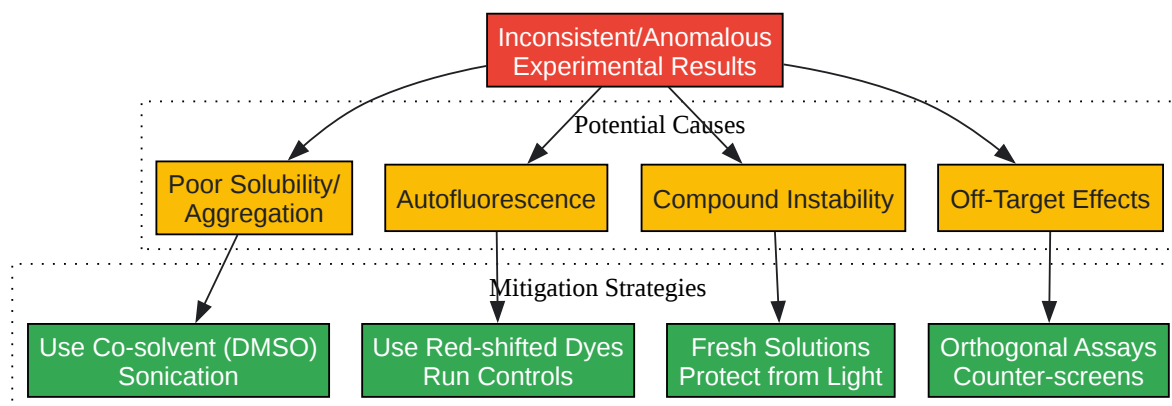 Inconsistent/Anomalous
Experimental Results
Potential Causes
Poor Solubility/
Aggregation
Autofluorescence
Compound Instability
Off-Target Effects
Mitigation Strategies
Use Co-solvent (DMSO)
Sonication
Use Red-shifted Dyes
Run Controls
Fresh Solutions
Protect from Light
Orthogonal Assays
Counter-screens